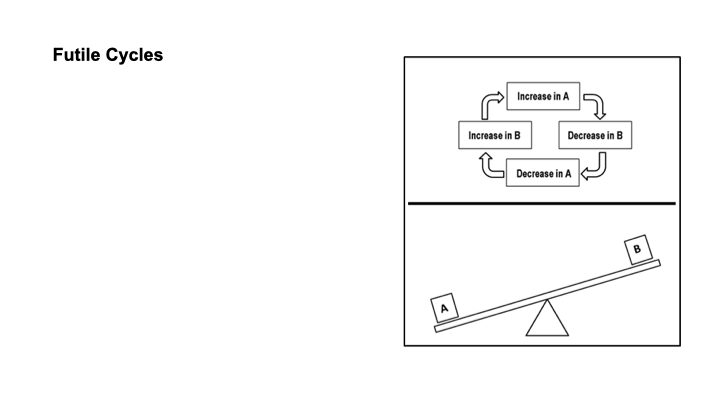 Futile Cycles
Increase in A
Increase in B
Decrease in B
Decrease in A
B
A